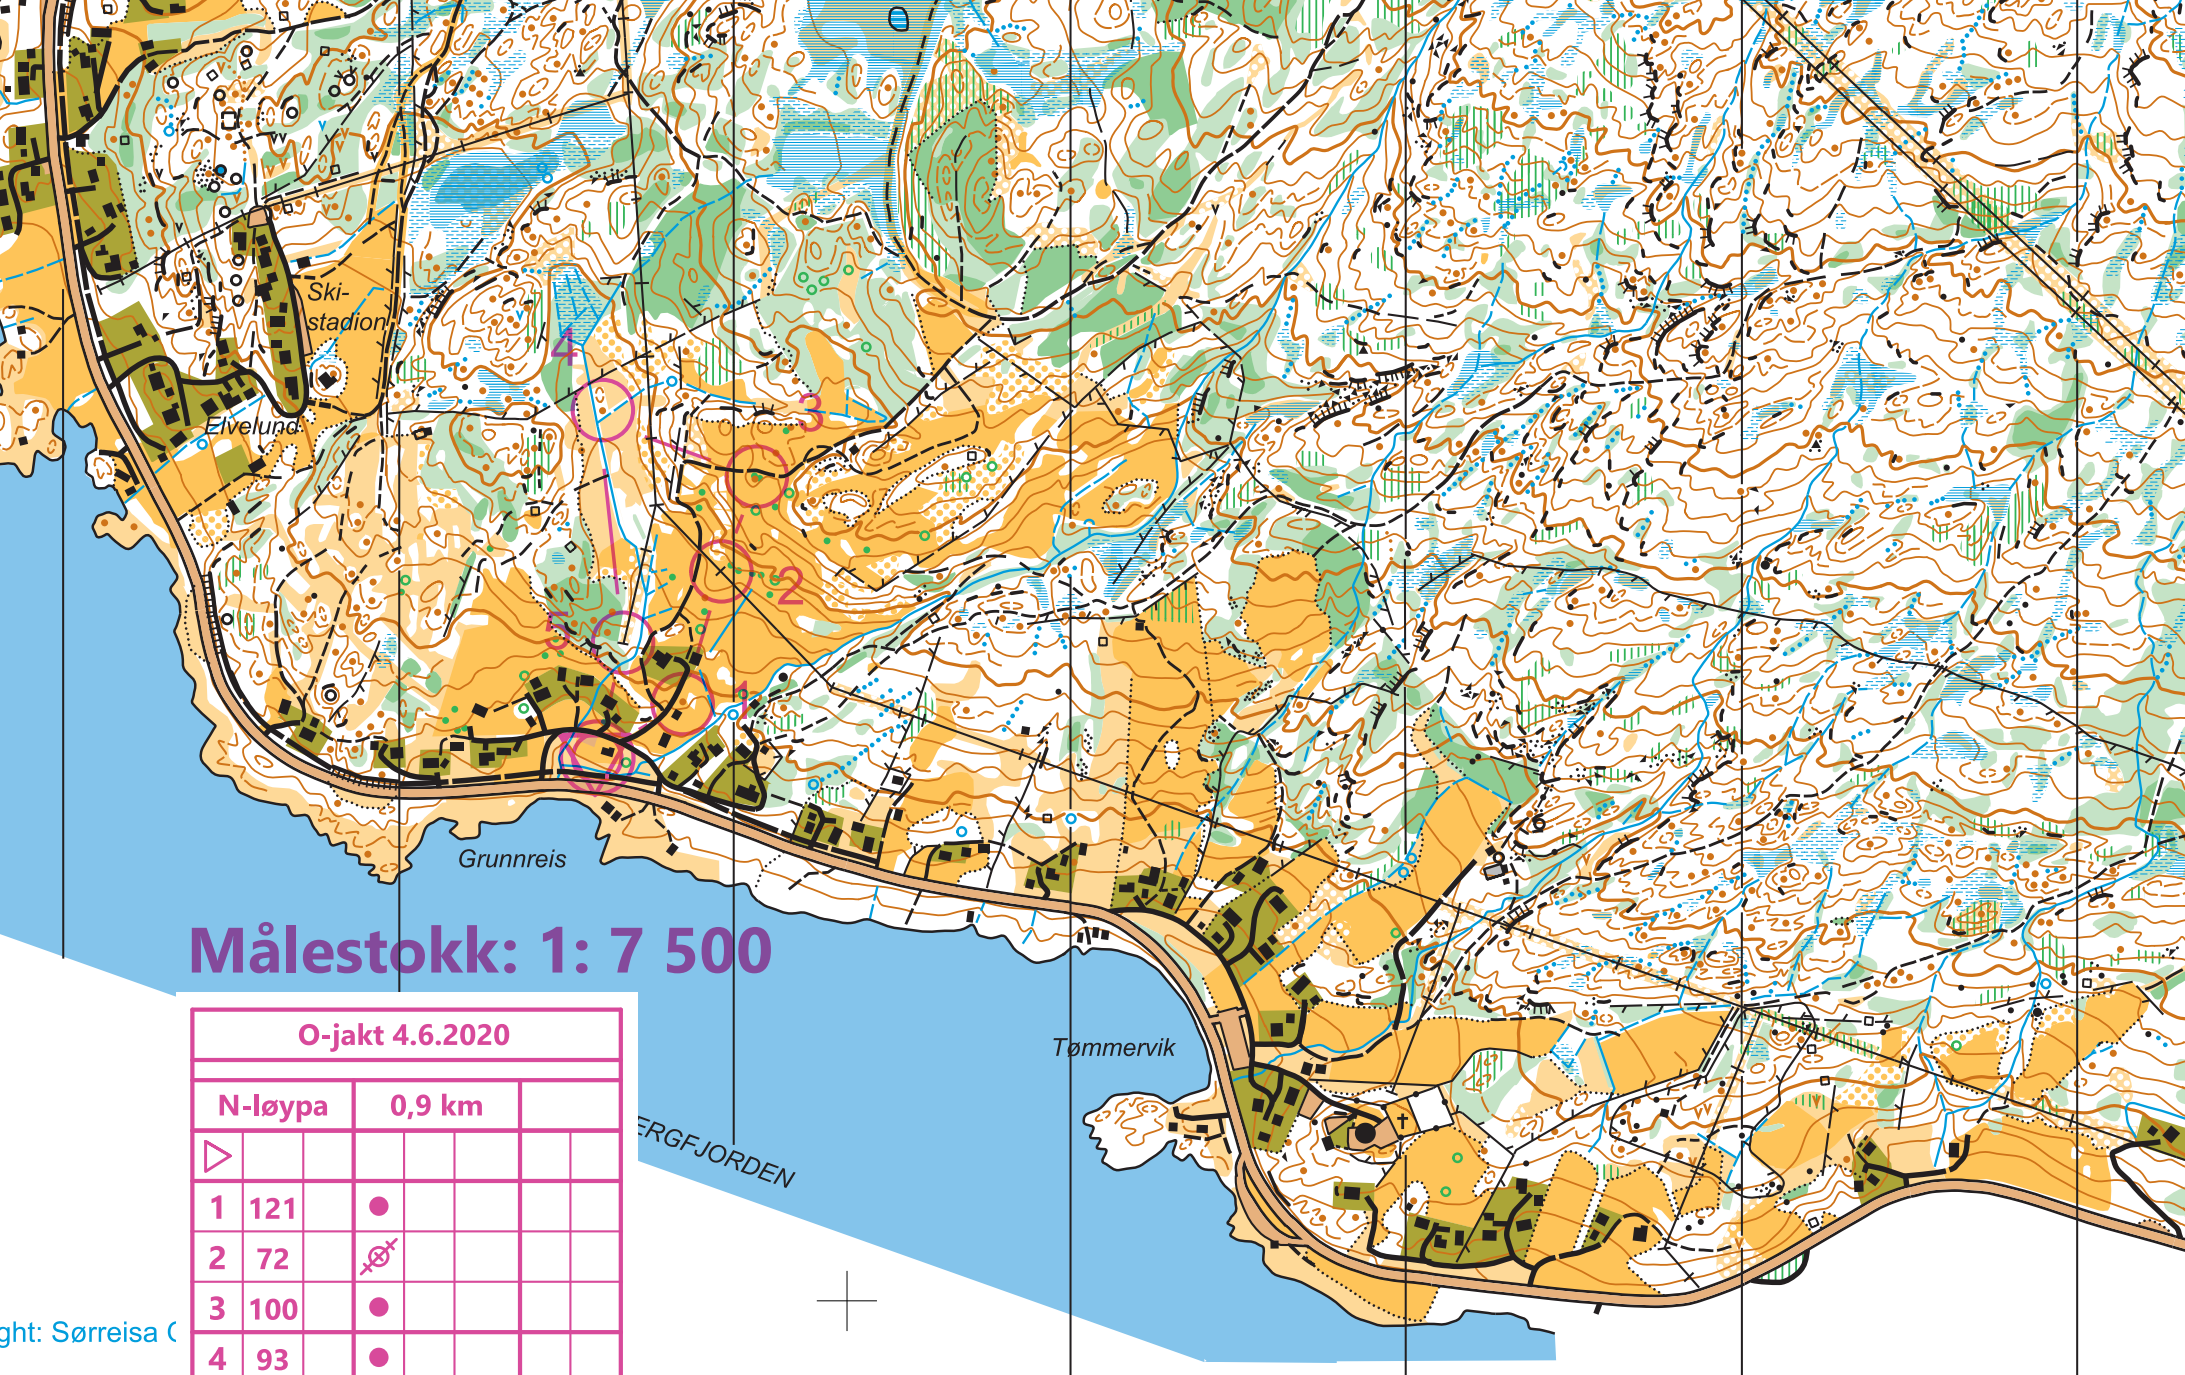 Ski-
stadion
4
3
Elvelund
2
5
1
Grunnreis
Målestokk: 1: 7 500
O-jakt 4.6.2020
N-løypa 0,9 km
1 121
2 72
3 100
4 93
Tømmervik
ERGFJORDEN
ght: Sørreisa